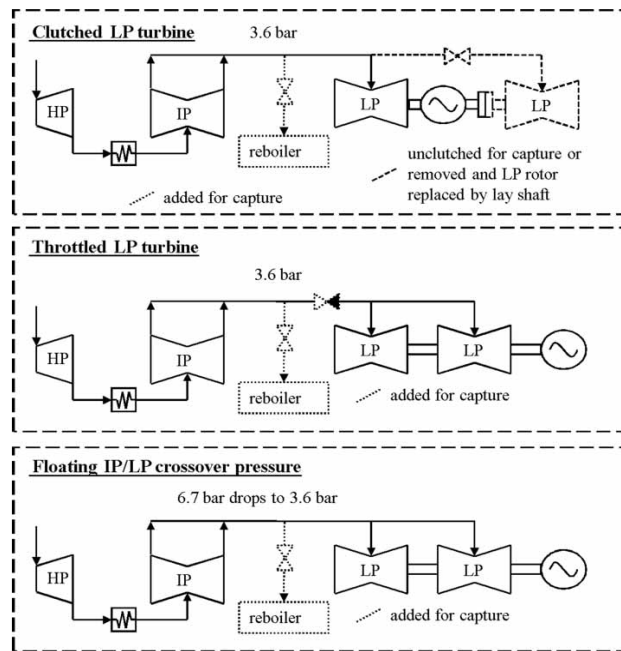 Clutched LP turbine
3.6 bar
HP
IP
LP
LP
reboiler
unclutched for capture or
removed and LP rotor
replaced by lay shaft
added for capture
Throttled LP turbine
3.6 bar
HP
IP
LP
LP
reboiler
added for capture
Floating IP/LP crossover pressure
6.7 bar drops to 3.6 bar
HP
IP
LP
LP
reboiler
added for capture